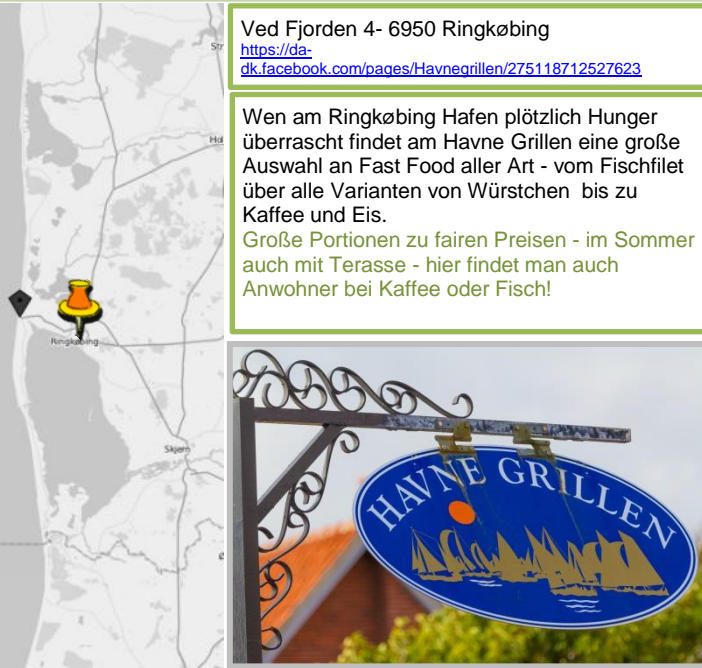 Ved Fjorden 4- 6950 Ringkøbing
https://da-
dk.facebook.com/pages/Havnegrillen/275118712527623
Wen am Ringkøbing Hafen plötzlich Hunger
überrascht findet am Havne Grillen eine große
Auswahl an Fast Food aller Art - vom Fischfilet
über alle Varianten von Würstchen bis zu
Kaffee und Eis.
Große Portionen zu fairen Preisen - im Sommer
auch mit Terasse - hier findet man auch
Anwohner bei Kaffee oder Fisch!
Ringkøbing
Skjern
HAVNE GRILLEN